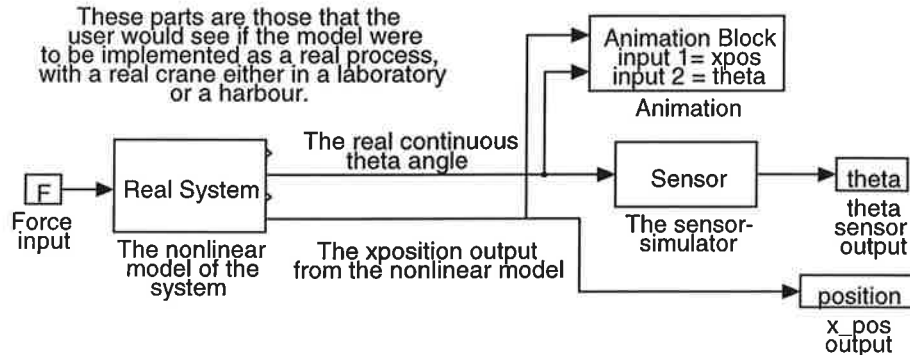 These parts are those that the
user would see if the model were
to be implemented as a real process,
with a real crane either in a laboratory
or a harbour.
Animation Block
input 1= xpos
input 2 = theta
Animation
The real continuous
theta angle
F
Force
input
Real System
The nonlinear
model of the
system
Sensor
The sensor-
simulator
theta
theta
sensor
output
The xposition output
from the nonlinear model
position
x_pos
output